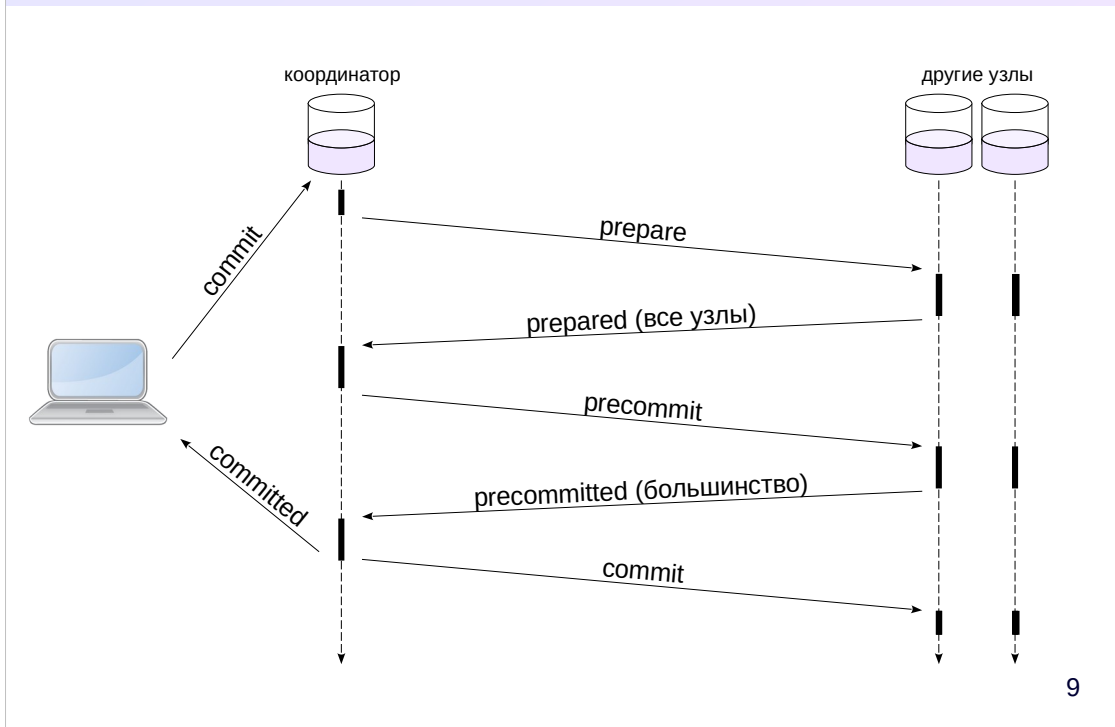 координатор
другие узлы
commit
prepare
prepared (все узлы)
precommit
precommitted (большинство)
committed
commit
9